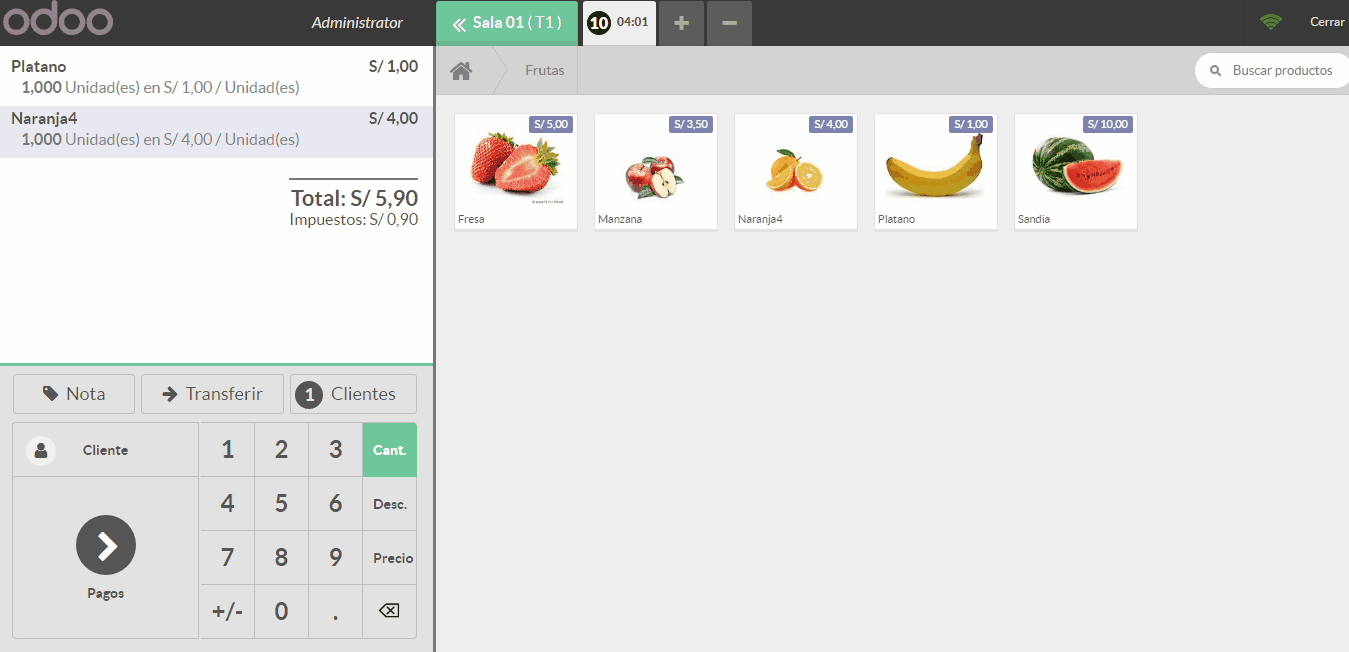 odoo
Administrator
Sala 01 (T1)
10 04:01
+
−
Cerrar
Platano S/ 1,00
1,000 Unidad(es) en S/ 1,00 / Unidad(es)
Naranja4 S/ 4,00
1,000 Unidad(es) en S/ 4,00 / Unidad(es)
Total: S/ 5,90
Impuestos: S/ 0,90
Nota
Transferir
1 Clientes
Cliente
Pagos
1 2 3 Cant.
4 5 6 Desc.
7 8 9 Precio
+/- 0 .
Frutas
Buscar productos
S/ 5,00
Fresa
S/ 3,50
Manzana
S/ 4,00
Naranja4
S/ 1,00
Platano
S/ 10,00
Sandia